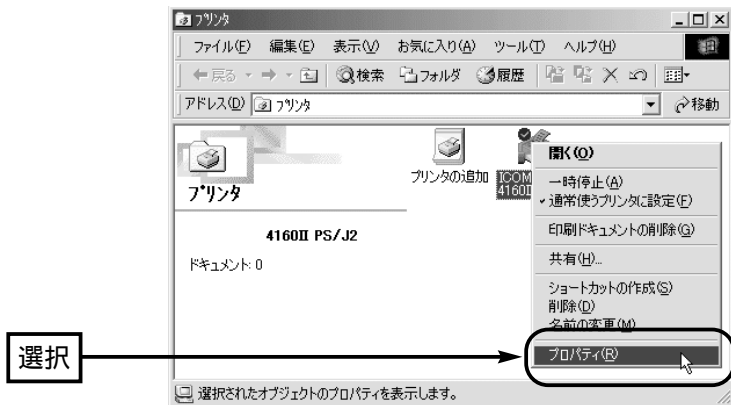 プリンタ
ファイル(F) 編集(E) 表示(V) お気に入り(A) ツール(T) ヘルプ(H)
戻る 検索 フォルダ 履歴
アドレス(D) プリンタ 移動
プリンタ
プリンタの追加
ICOM
4160II
4160II PS/J2
ドキュメント: 0
開く(O)
一時停止(A)
通常使うプリンタに設定(F)
印刷ドキュメントの削除(G)
共有(H)...
ショートカットの作成(S)
削除(D)
名前の変更(M)
プロパティ(R)
選択
選択されたオブジェクトのプロパティを表示します。